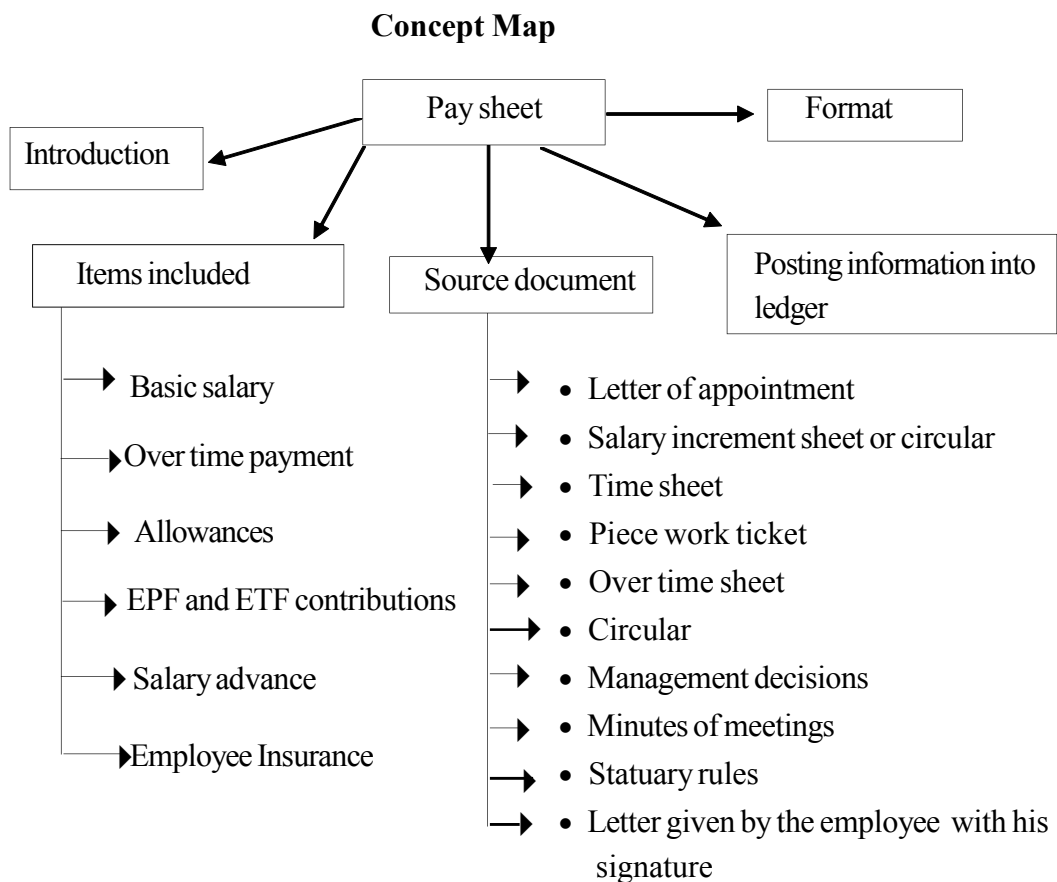 Concept Map
Pay sheet
Format
Introduction
Items included
Source document
Posting information into
ledger
Basic salary
Over time payment
Allowances
EPF and ETF contributions
Salary advance
Employee Insurance
• Letter of appointment
• Salary increment sheet or circular
• Time sheet
• Piece work ticket
• Over time sheet
• Circular
• Management decisions
• Minutes of meetings
• Statuary rules
• Letter given by the employee with his
signature